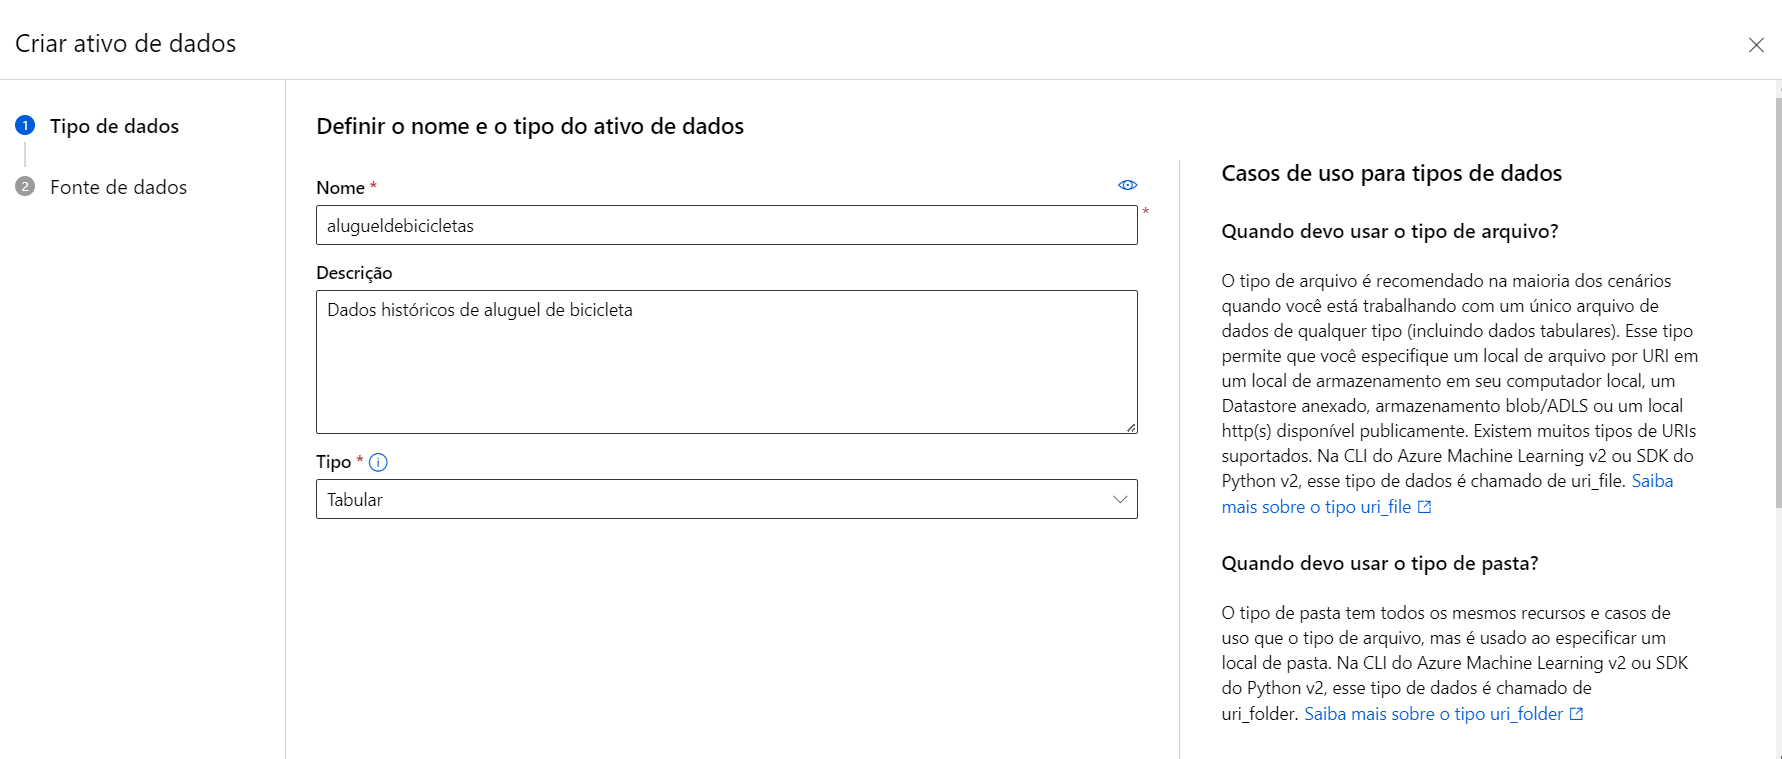 Criar ativo de dados
1 Tipo de dados
2 Fonte de dados
Definir o nome e o tipo do ativo de dados
Nome *
alugueldebicicletas
*
Descrição
Dados históricos de aluguel de bicicleta
Tipo *
Tabular
Casos de uso para tipos de dados
Quando devo usar o tipo de arquivo?
O tipo de arquivo é recomendado na maioria dos cenários
quando você está trabalhando com um único arquivo de
dados de qualquer tipo (incluindo dados tabulares). Esse tipo
permite que você especifique um local de arquivo por URI em
um local de armazenamento em seu computador local, um
Datastore anexado, armazenamento blob/ADLS ou um local
http(s) disponível publicamente. Existem muitos tipos de URIs
suportados. Na CLI do Azure Machine Learning v2 ou SDK do
Python v2, esse tipo de dados é chamado de uri_file. Saiba
mais sobre o tipo uri_file
Quando devo usar o tipo de pasta?
O tipo de pasta tem todos os mesmos recursos e casos de
uso que o tipo de arquivo, mas é usado ao especificar um
local de pasta. Na CLI do Azure Machine Learning v2 ou SDK
do Python v2, esse tipo de dados é chamado de
uri_folder. Saiba mais sobre o tipo uri_folder